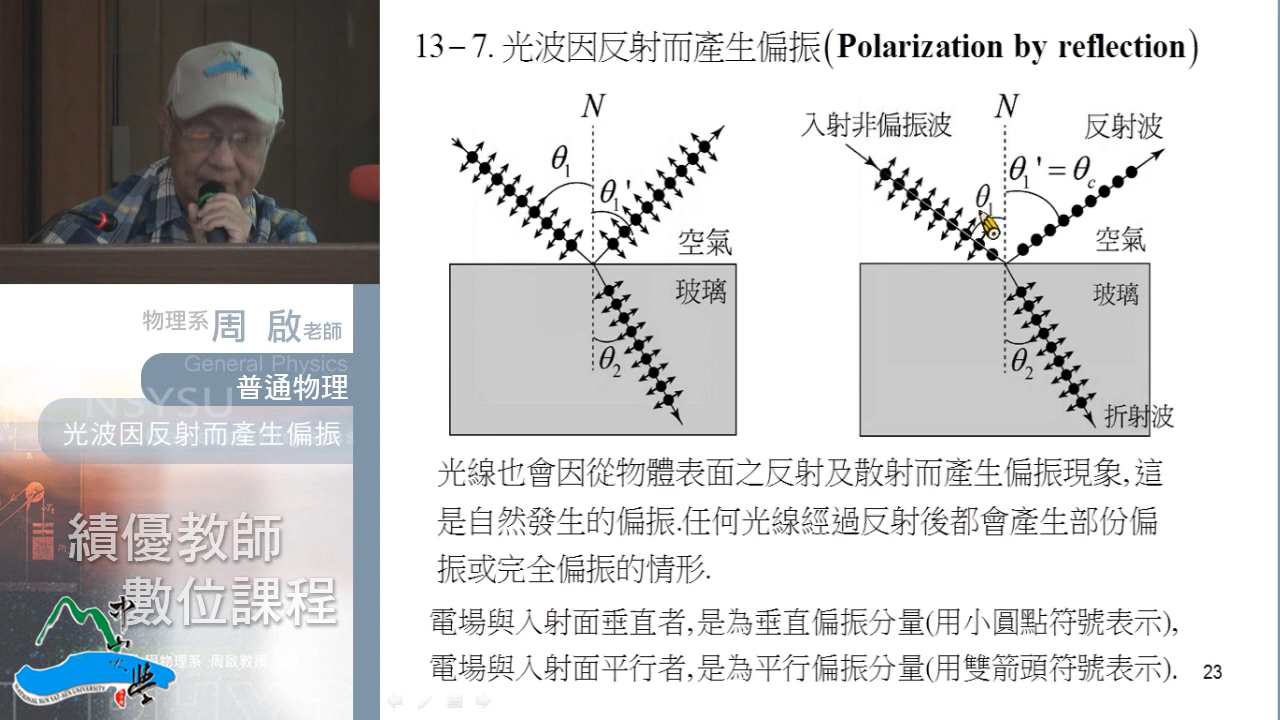 13－7. 光波因反射而產生偏振(Polarization by reflection)
N
θ1
θ1'
空氣
玻璃
θ2
N
入射非偏振波
反射波
θ1
θ1' = θc
空氣
玻璃
θ2
折射波
光線也會因從物體表面之反射及散射而產生偏振現象,這
是自然發生的偏振.任何光線經過反射後都會產生部份偏
振或完全偏振的情形.
電場與入射面垂直者,是為垂直偏振分量(用小圓點符號表示),
電場與入射面平行者,是為平行偏振分量(用雙箭頭符號表示).
23
物理系周 啟老師
General Physics
普通物理
NSYSU
光波因反射而產生偏振
績優教師
數位課程
物理系 周啟教授